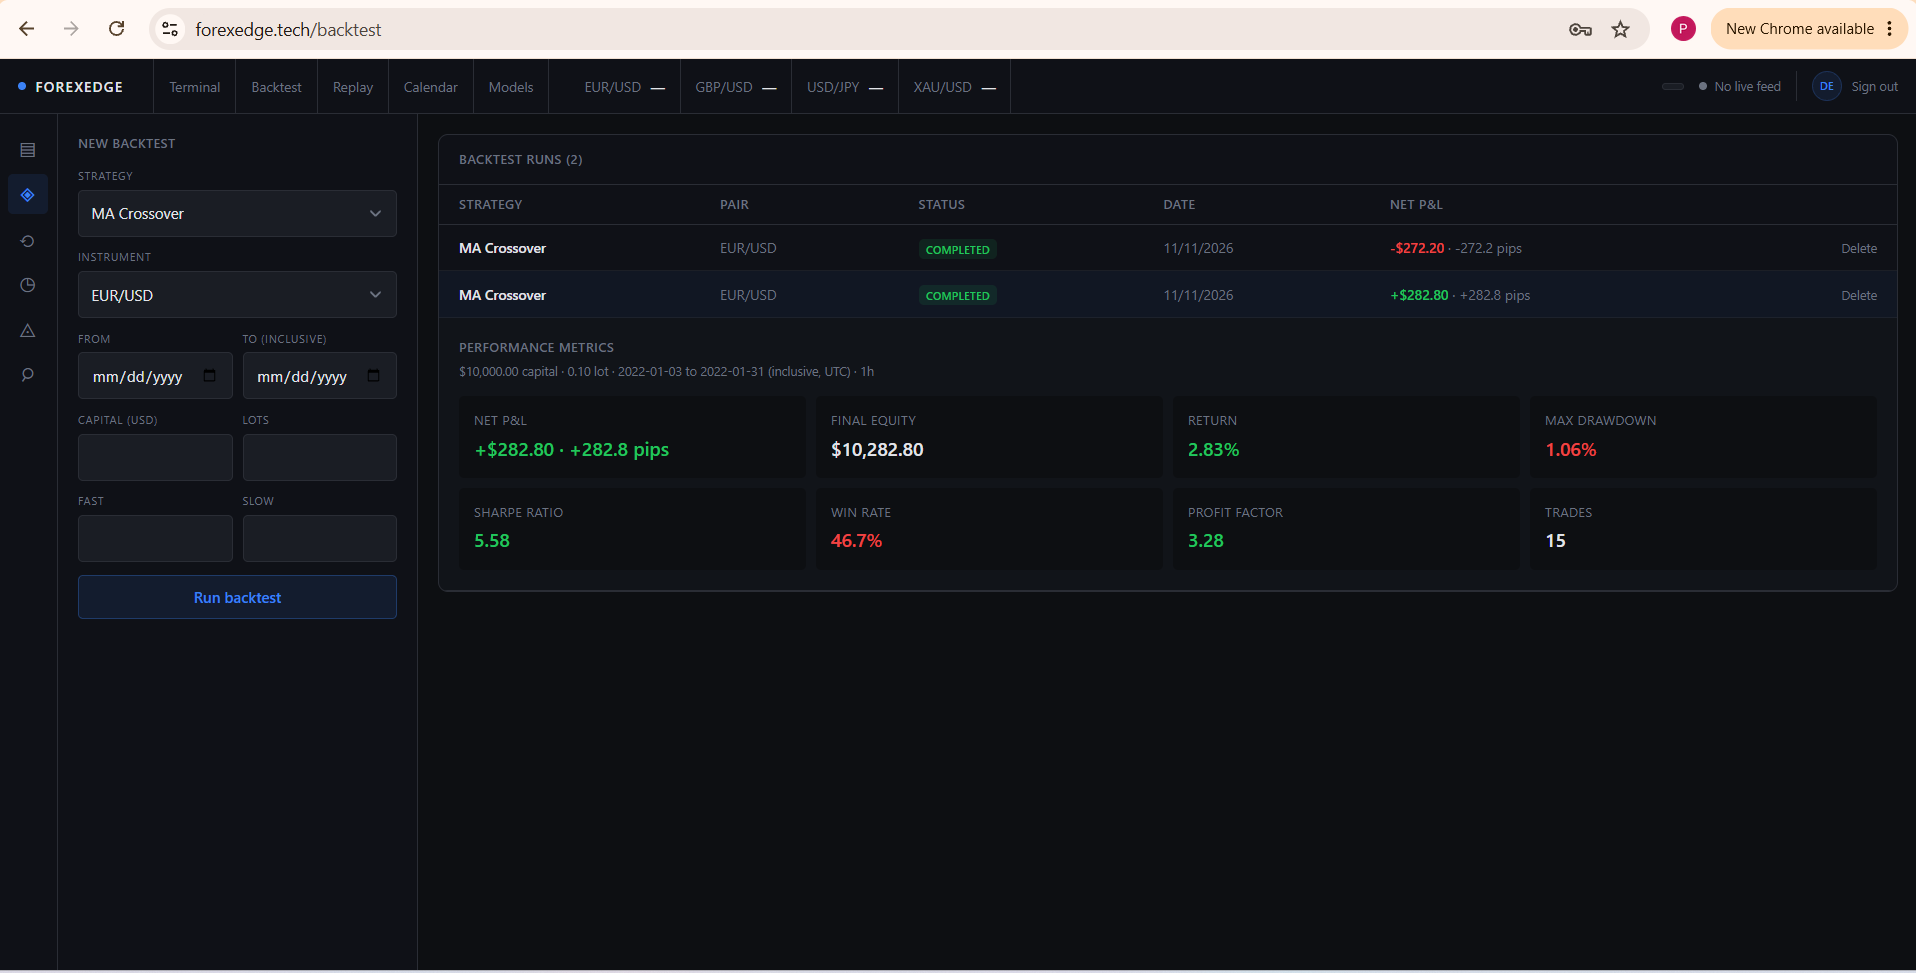 forexedge.tech/backtest
P
New Chrome available
FOREXEDGE
Terminal
Backtest
Replay
Calendar
Models
EUR/USD —
GBP/USD —
USD/JPY —
XAU/USD —
No live feed
DE
Sign out
NEW BACKTEST
STRATEGY
MA Crossover
INSTRUMENT
EUR/USD
FROM TO (INCLUSIVE)
mm/dd/yyyy mm/dd/yyyy
CAPITAL (USD) LOTS
FAST SLOW
Run backtest
BACKTEST RUNS (2)
STRATEGY PAIR STATUS DATE NET P&L
MA Crossover EUR/USD COMPLETED 11/11/2026 -$272.20 · -272.2 pips Delete
MA Crossover EUR/USD COMPLETED 11/11/2026 +$282.80 · +282.8 pips Delete
PERFORMANCE METRICS
$10,000.00 capital · 0.10 lot · 2022-01-03 to 2022-01-31 (inclusive, UTC) · 1h
NET P&L FINAL EQUITY RETURN MAX DRAWDOWN
+$282.80 · +282.8 pips $10,282.80 2.83% 1.06%
SHARPE RATIO WIN RATE PROFIT FACTOR TRADES
5.58 46.7% 3.28 15